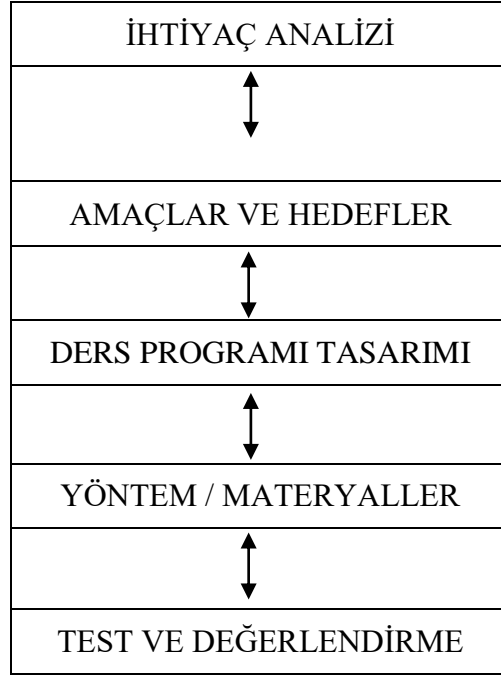 İHTİYAÇ ANALİZİ
AMAÇLAR VE HEDEFLER
DERS PROGRAMI TASARIMI
YÖNTEM / MATERYALLER
TEST VE DEĞERLENDİRME